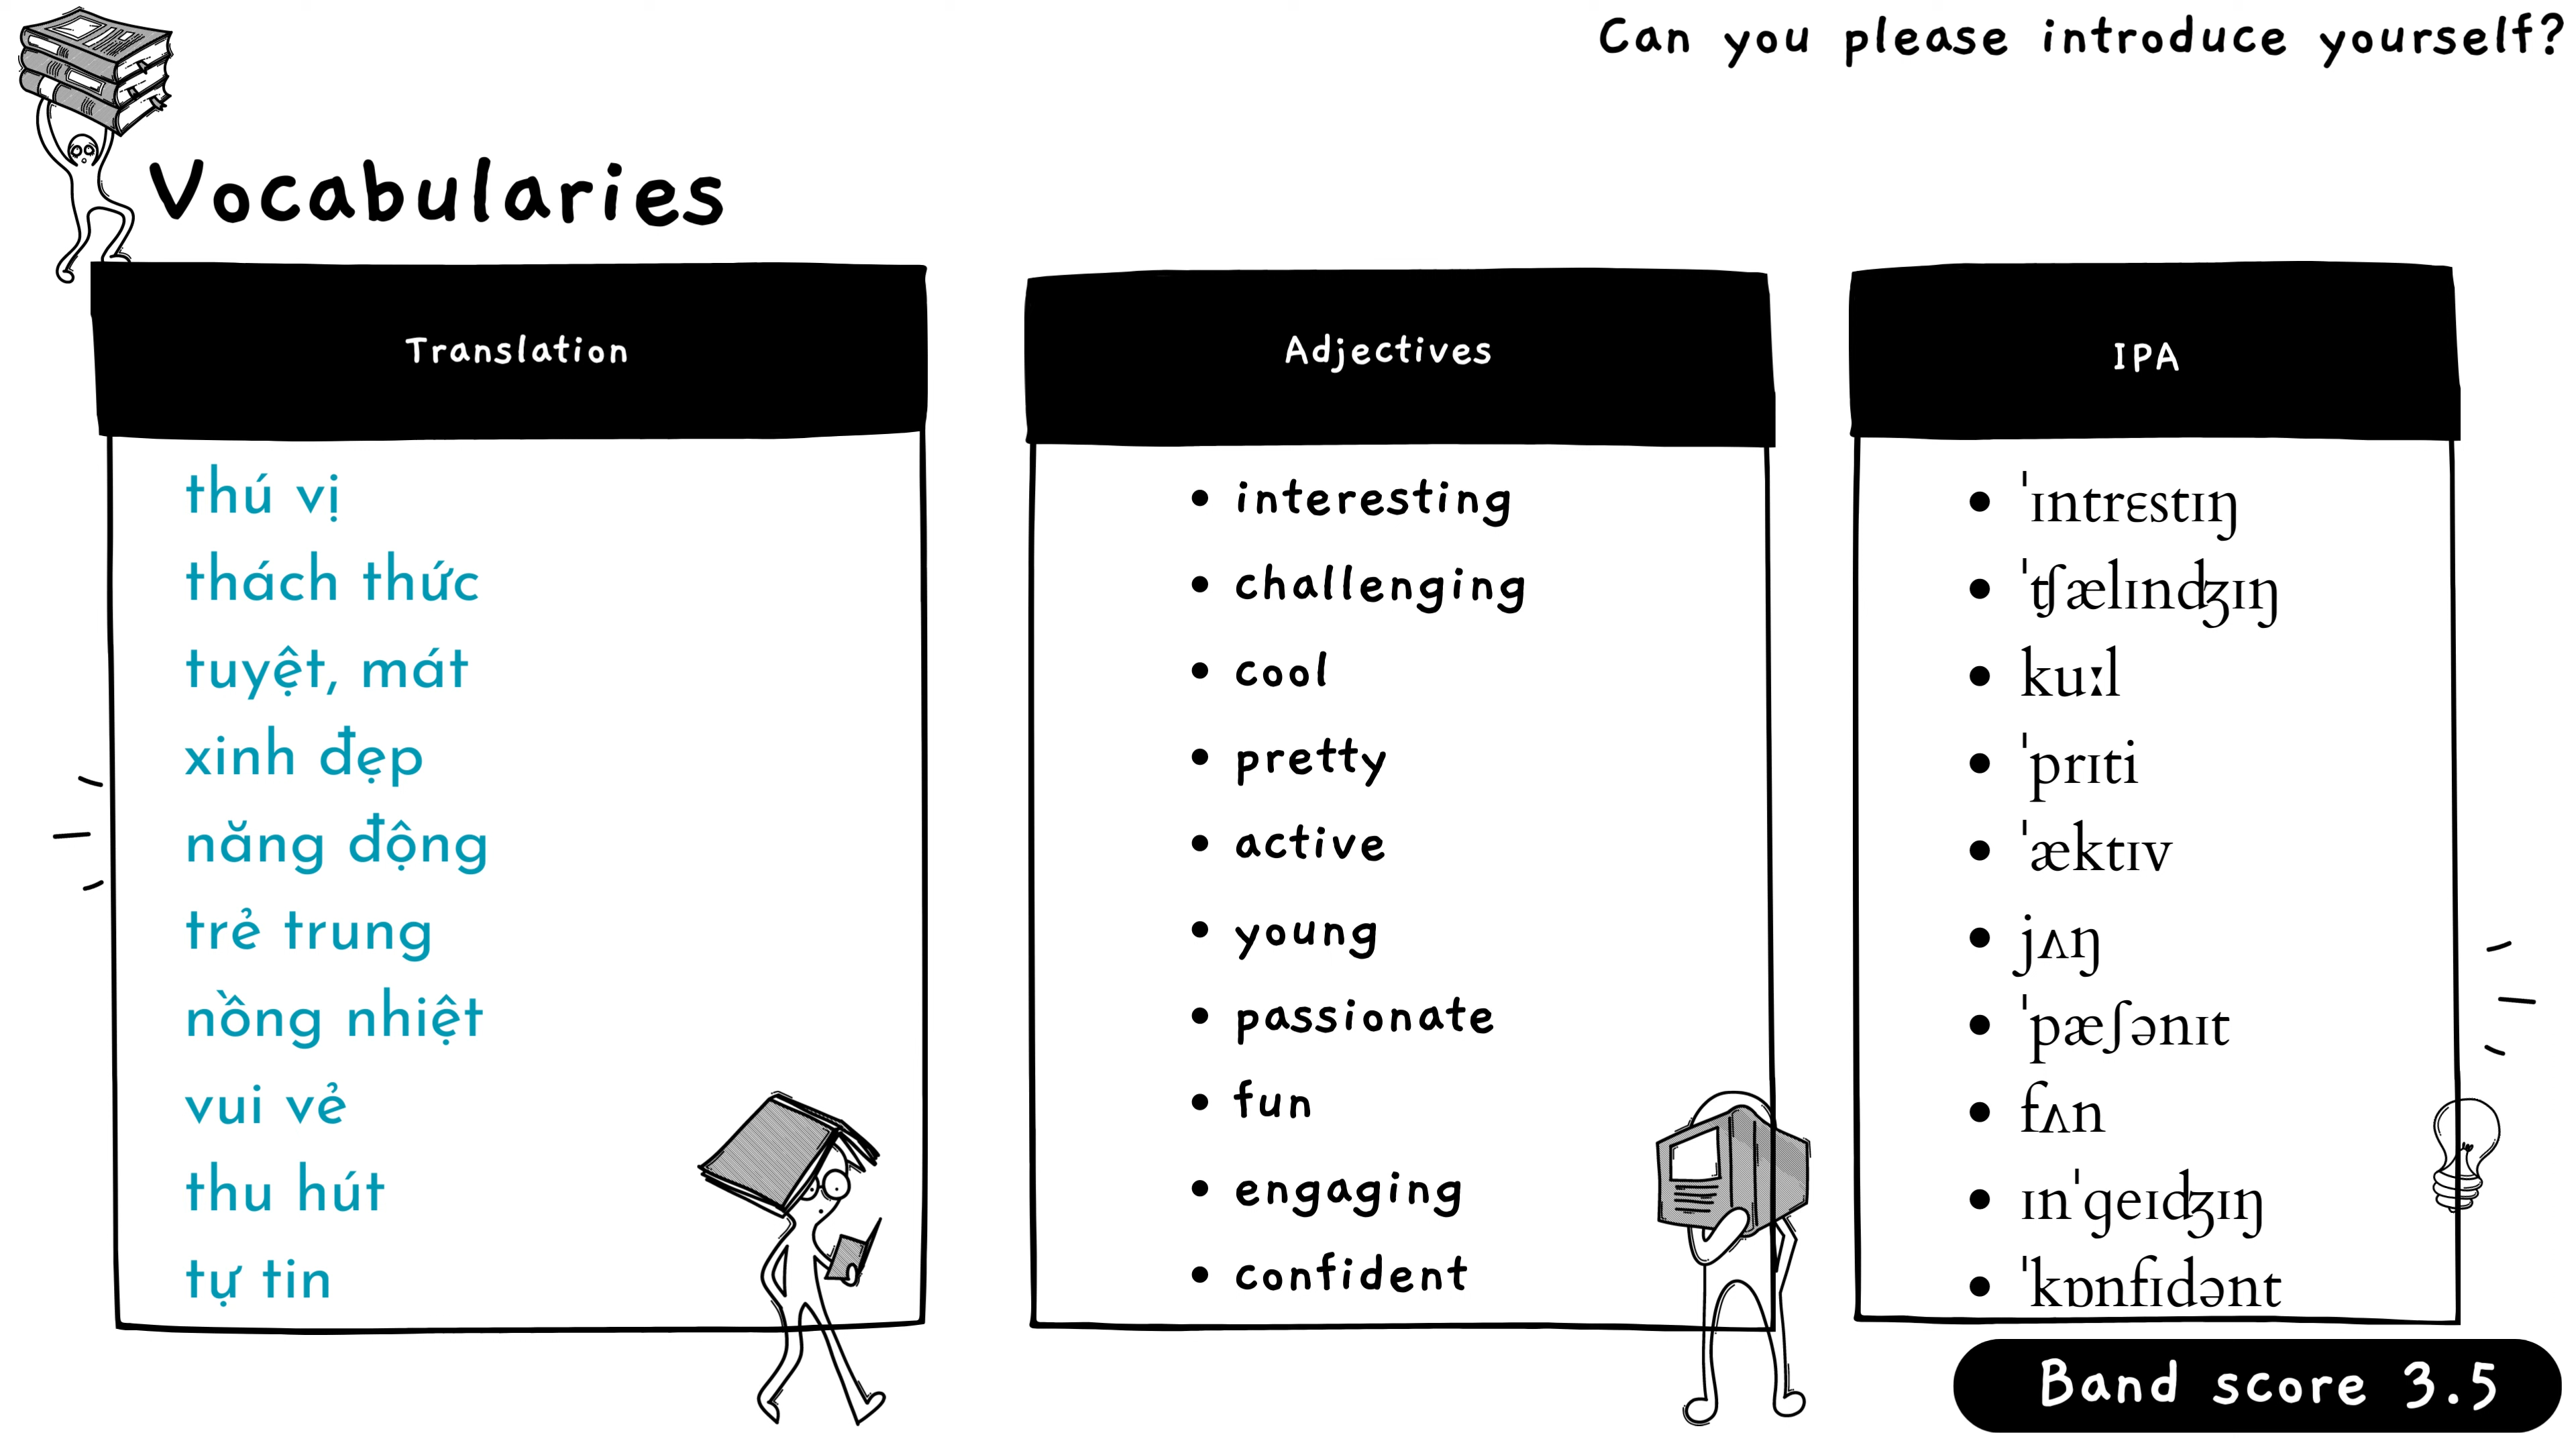 Can you please introduce yourself?
Vocabularies
Translation
thú vị
thách thức
tuyệt, mát
xinh đẹp
năng động
trẻ trung
nồng nhiệt
vui vẻ
thu hút
tự tin
Adjectives
• interesting
• challenging
• cool
• pretty
• active
• young
• passionate
• fun
• engaging
• confident
IPA
• ˈɪntrɛstɪŋ
• ˈʧælɪnʤɪŋ
• kuːl
• ˈprɪti
• ˈæktɪv
• jʌŋ
• ˈpæʃənɪt
• fʌn
• ɪnˈgeɪʤɪŋ
• ˈkɒnfɪdənt
Band score 3.5